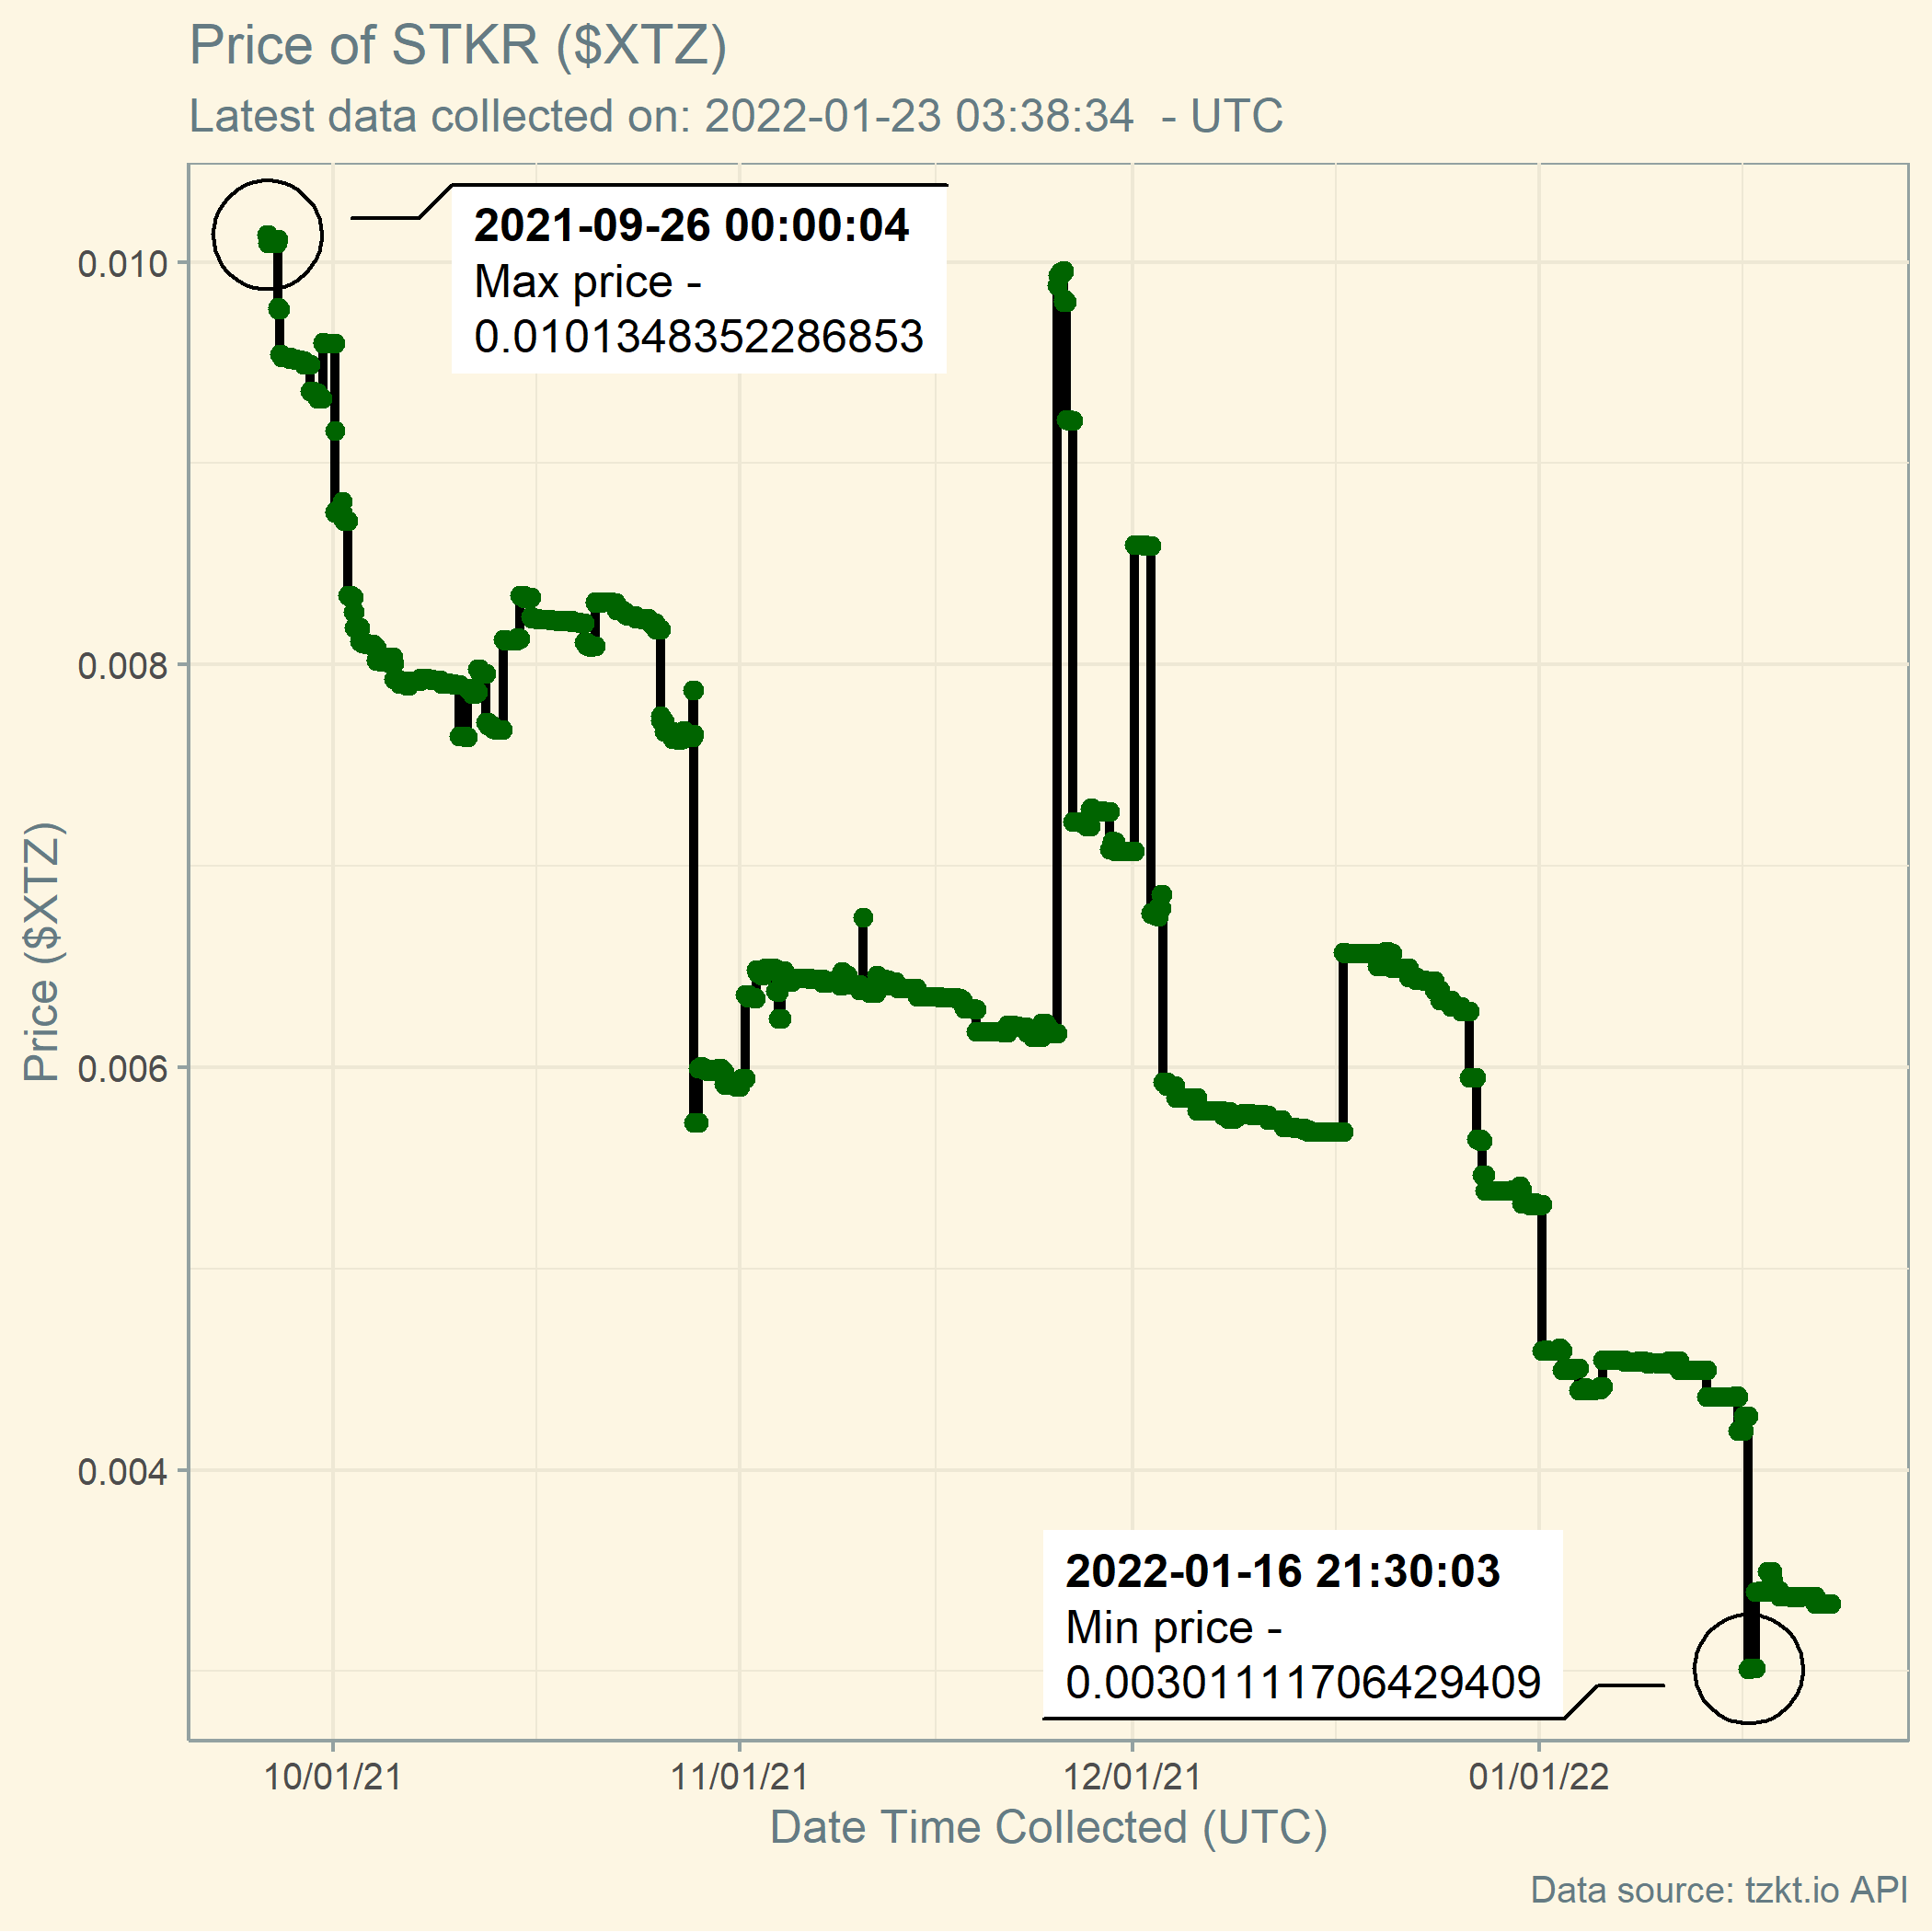 Price of STKR ($XTZ)
Latest data collected on: 2022-01-23 03:38:34  - UTC
2021-09-26 00:00:04
Max price -
0.0101348352286853
0.010
0.008
0.006
0.004
Price ($XTZ)
2022-01-16 21:30:03
Min price -
0.00301111706429409
10/01/21
11/01/21
12/01/21
01/01/22
Date Time Collected (UTC)
Data source: tzkt.io API